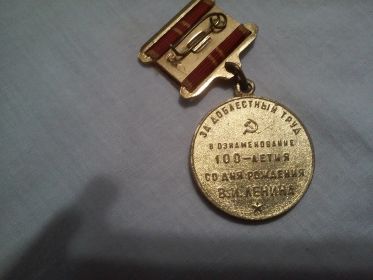 ЗА ДОБЛЕСТНЫЙ ТРУД
В ОЗНАМЕНОВАНИЕ
100-ЛЕТИЯ
СО ДНЯ РОЖДЕНИЯ
В.И.ЛЕНИНА